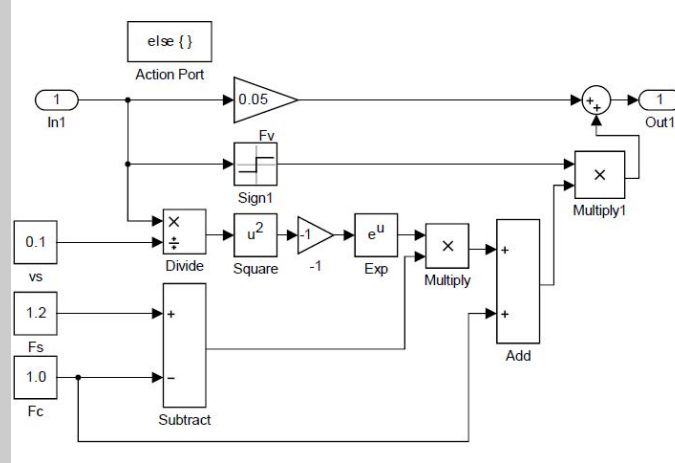 else { }
Action Port
1
In1
0.05
Fv
+
+
1
Out1
Sign1
×
Multiply1
0.1
vs
×
÷
Divide
u2
Square
-1
-1
eu
Exp
×
Multiply
+
+
Add
1.2
Fs
1.0
Fc
+
−
Subtract